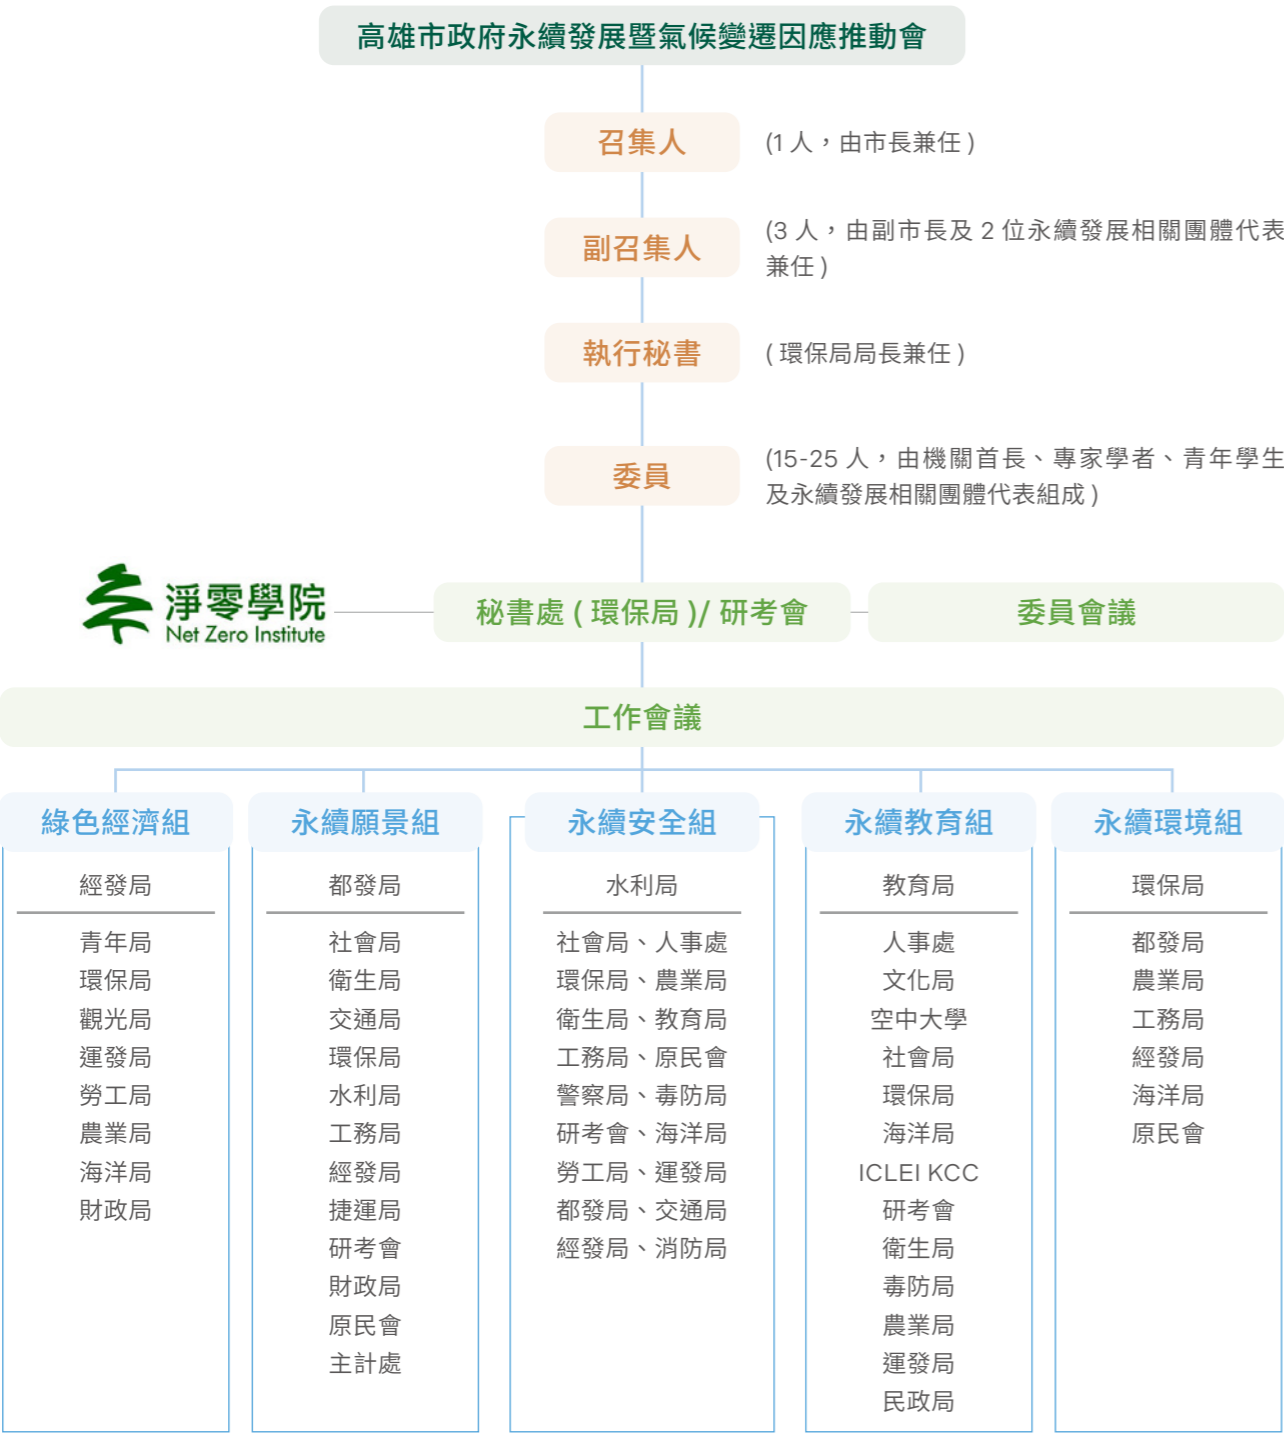 高雄市政府永續發展暨氣候變遷因應推動會
召集人
(1 人，由市長兼任 )
副召集人
(3 人，由副市長及 2 位永續發展相關團體代表
兼任 )
執行秘書
( 環保局局長兼任 )
委員
(15-25 人，由機關首長、專家學者、青年學生
及永續發展相關團體代表組成 )
淨零學院
Net Zero Institute
秘書處 ( 環保局 )/ 研考會
委員會議
工作會議
綠色經濟組
經發局
青年局
環保局
觀光局
運發局
勞工局
農業局
海洋局
財政局
永續願景組
都發局
社會局
衛生局
交通局
環保局
水利局
工務局
經發局
捷運局
研考會
財政局
原民會
主計處
永續安全組
水利局
社會局、人事處
環保局、農業局
衛生局、教育局
工務局、原民會
警察局、毒防局
研考會、海洋局
勞工局、運發局
都發局、交通局
經發局、消防局
永續教育組
教育局
人事處
文化局
空中大學
社會局
環保局
海洋局
ICLEI KCC
研考會
衛生局
毒防局
農業局
運發局
民政局
永續環境組
環保局
都發局
農業局
工務局
經發局
海洋局
原民會